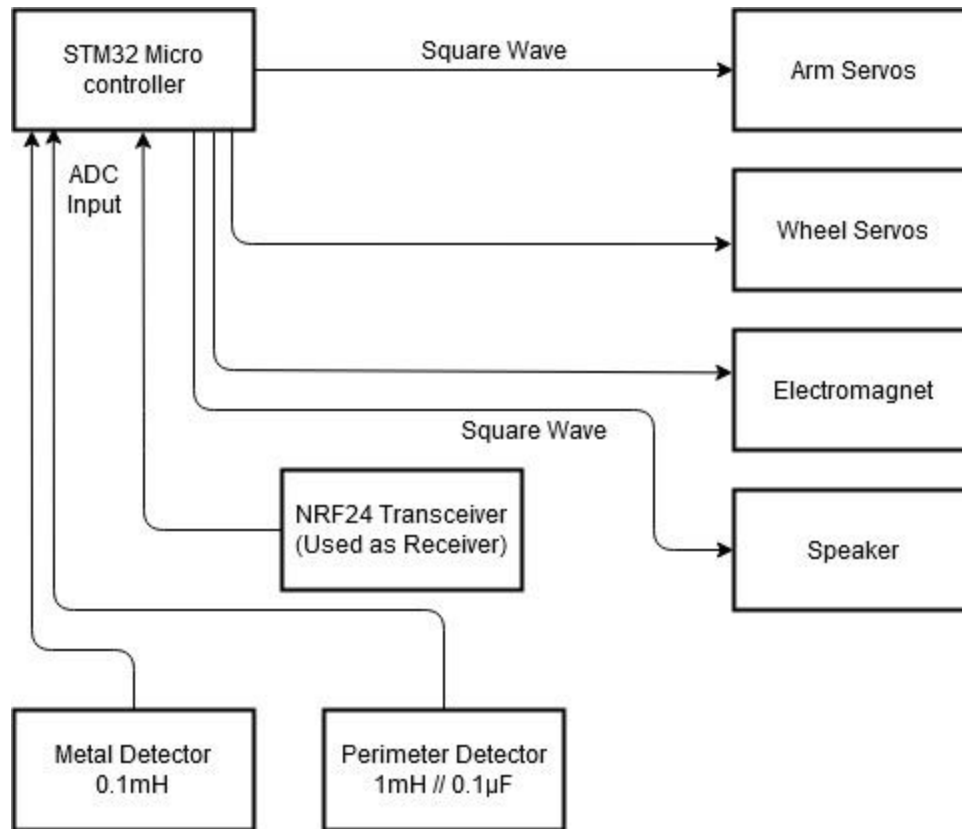 STM32 Micro
controller
Square Wave
Arm Servos
ADC
Input
Wheel Servos
Electromagnet
Square Wave
NRF24 Transceiver
(Used as Receiver)
Speaker
Metal Detector
0.1mH
Perimeter Detector
1mH // 0.1µF